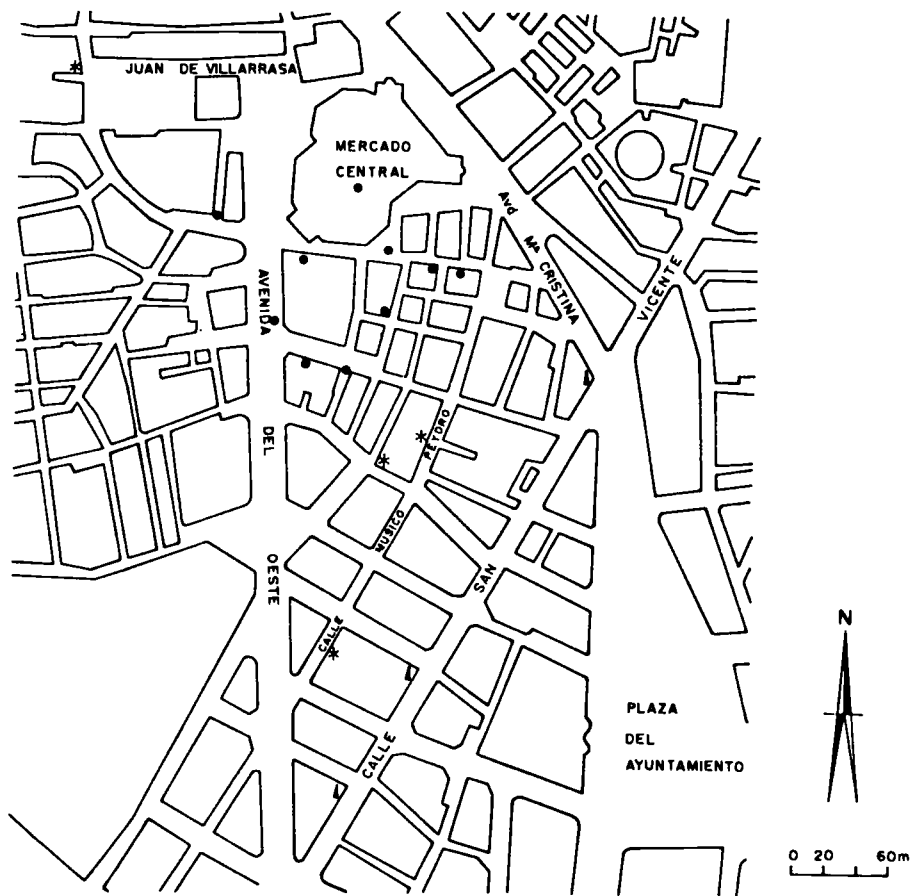 JUAN DE VILLARRASA
MERCADO
CENTRAL
Avd Mª CRISTINA
VICENTE
AVENIDA
PEYDRO
DEL
MUSICO
OESTE
SAN
CALLE
N
PLAZA
DEL
AYUNTAMIENTO
CALLE
0 20 60m